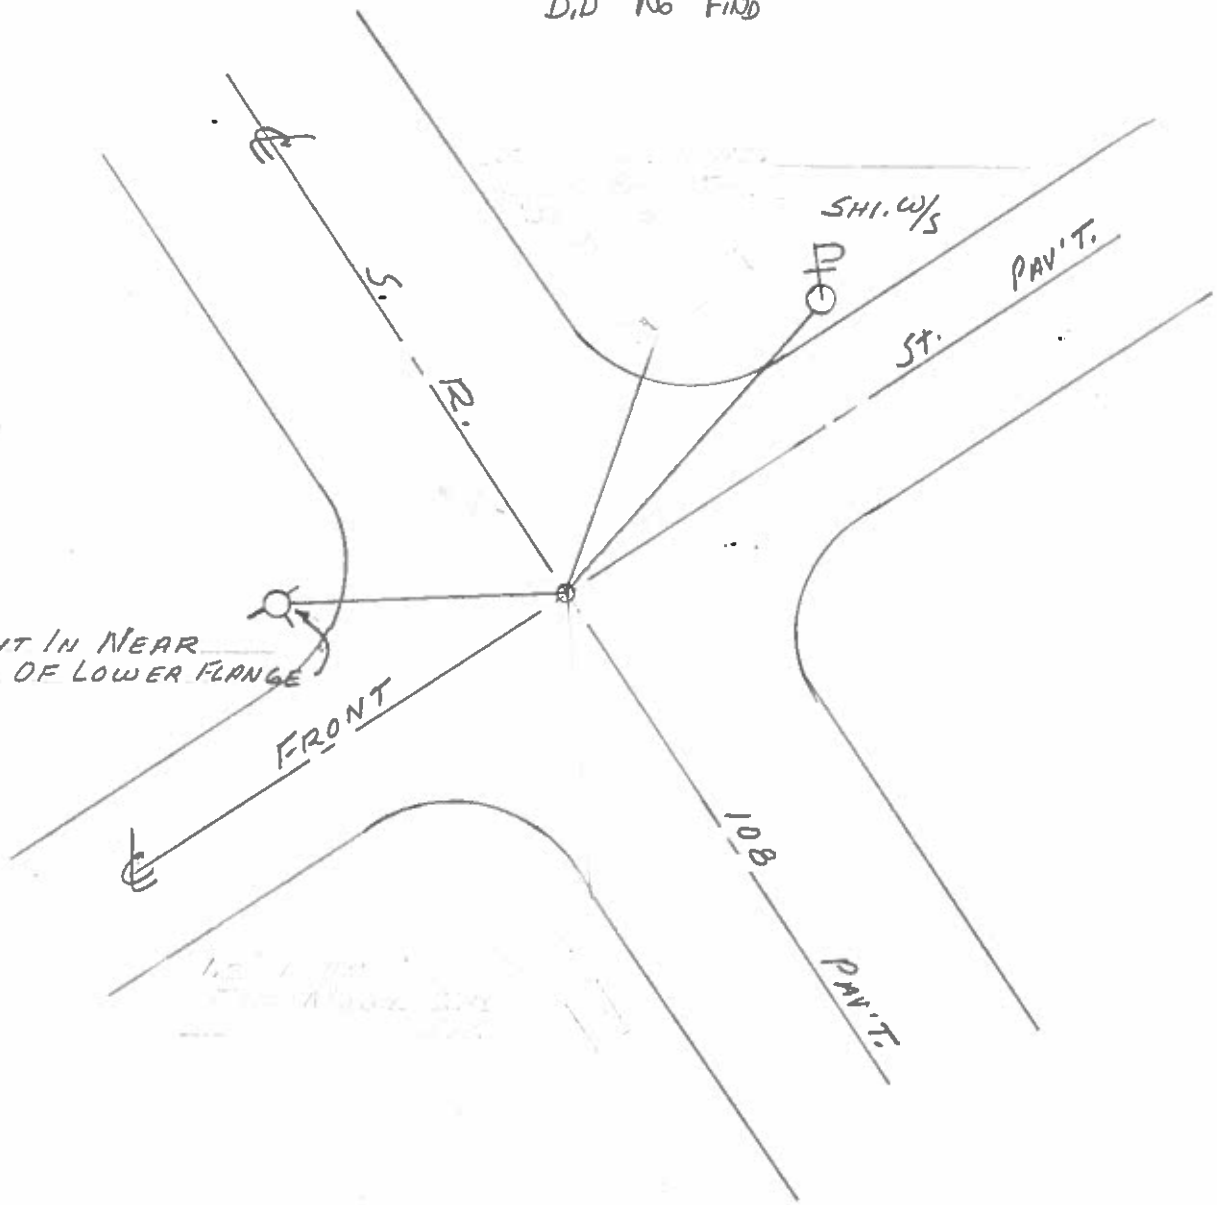 D.D NO FIND
SHI. W/S
PAV'T.
ST.
S. R.
IN NEAR
OF LOWER FLANGE
FRONT
108
PAV'T.